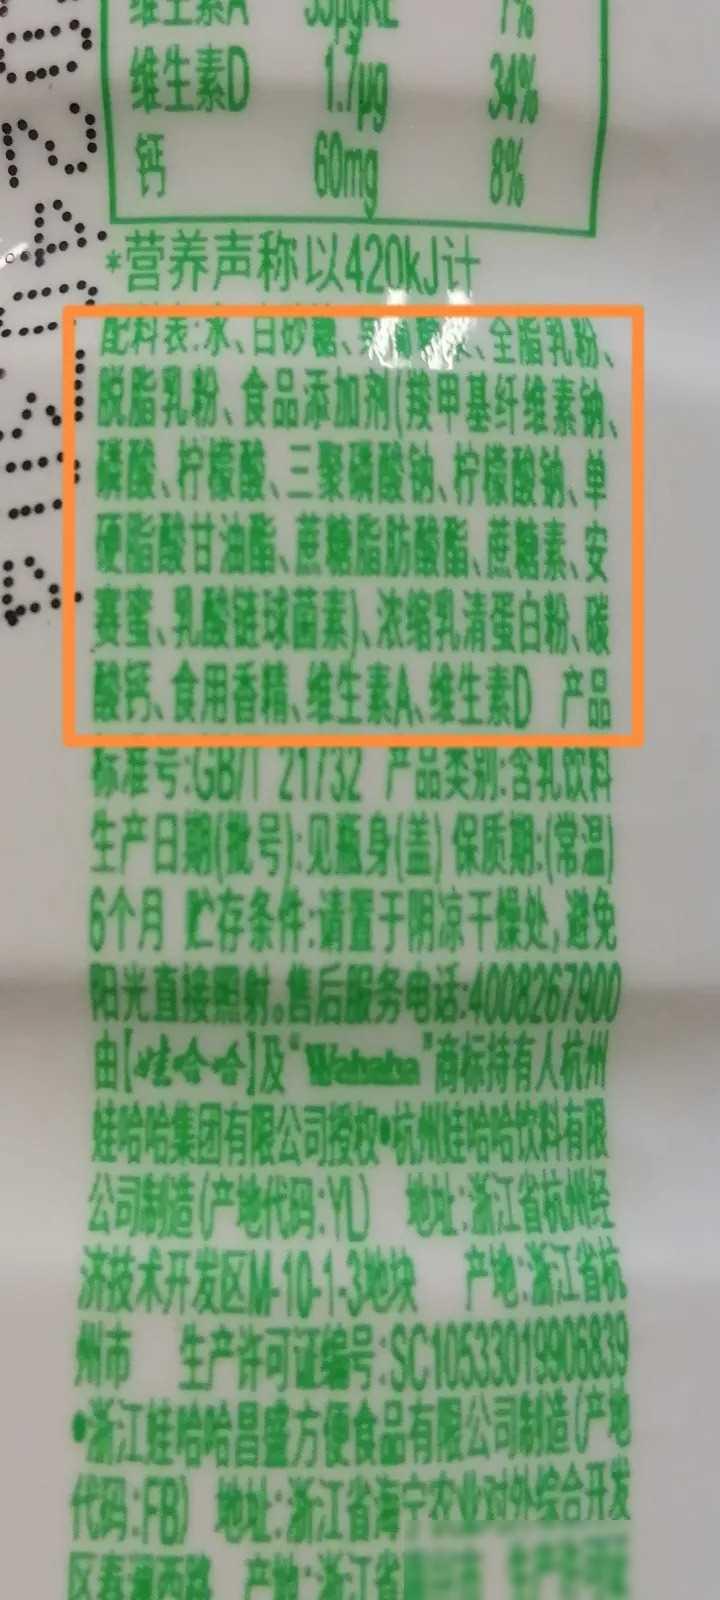 维生素A 55μgRE 7%
维生素D 1.7μg 34%
钙 60mg 8%
*营养声称以420kJ计
配料表:水、白砂糖、全脂乳粉、
脱脂乳粉、食品添加剂(羧甲基纤维素钠、
磷酸、柠檬酸、三聚磷酸钠、柠檬酸钠、单
硬脂酸甘油酯、蔗糖脂肪酸酯、蔗糖素、安
赛蜜、乳酸链球菌素)、浓缩乳清蛋白粉、碳
酸钙、食用香精、维生素A、维生素D 产品
标准号:GB/T 21732 产品类别:含乳饮料
生产日期(批号):见瓶身(盖) 保质期:(常温)
6个月 贮存条件:请置于阴凉干燥处,避免
阳光直接照射。售后服务电话:4008267900
由[娃哈哈]及"Wahaha"商标持有人杭州
娃哈哈集团有限公司授权●杭州娃哈哈饮料有限
公司制造(产地代码:YL) 地址:浙江省杭州经
济技术开发区M-10-1-3地块 产地:浙江省杭
州市 生产许可证编号:SC10533019906839
●浙江娃哈哈昌盛方便食品有限公司制造(产地
代码:FB) 地址:浙江省海宁农业对外综合开发
区春澜西路 产地:浙江省